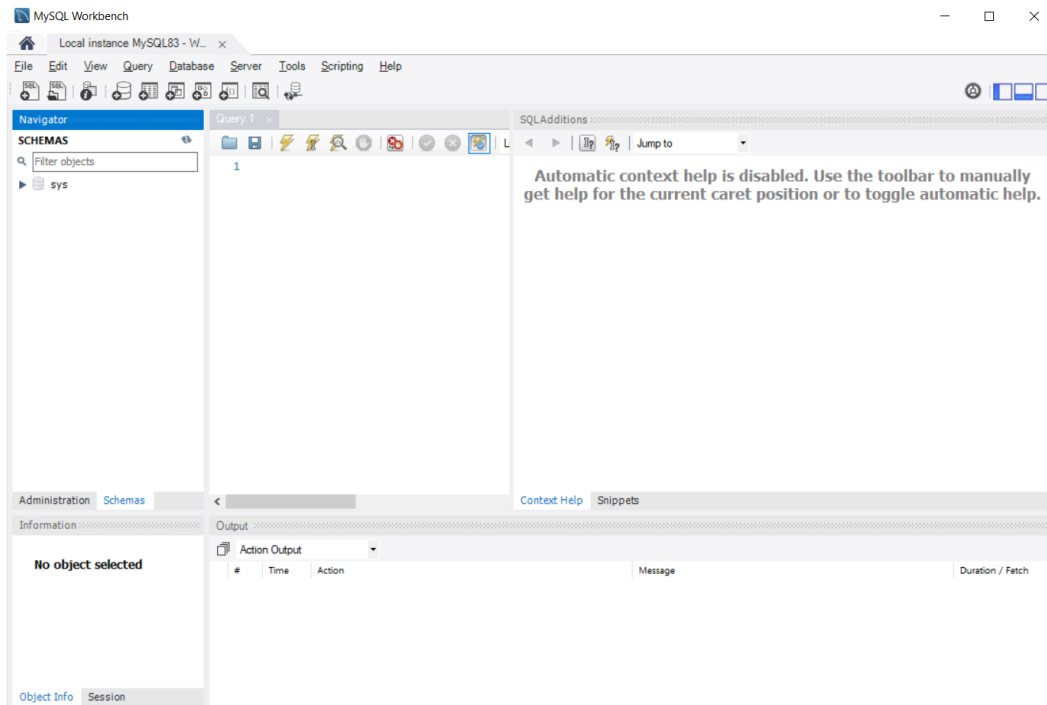 MySQL Workbench
Local instance MySQL83 - W...
File Edit View Query Database Server Tools Scripting Help
Navigator
SCHEMAS
Filter objects
sys
Administration Schemas
Query 1
1
SQLAdditions
Jump to
Automatic context help is disabled. Use the toolbar to manually
get help for the current caret position or to toggle automatic help.
Context Help Snippets
Information
No object selected
Object Info Session
Output
Action Output
# Time Action Message Duration / Fetch